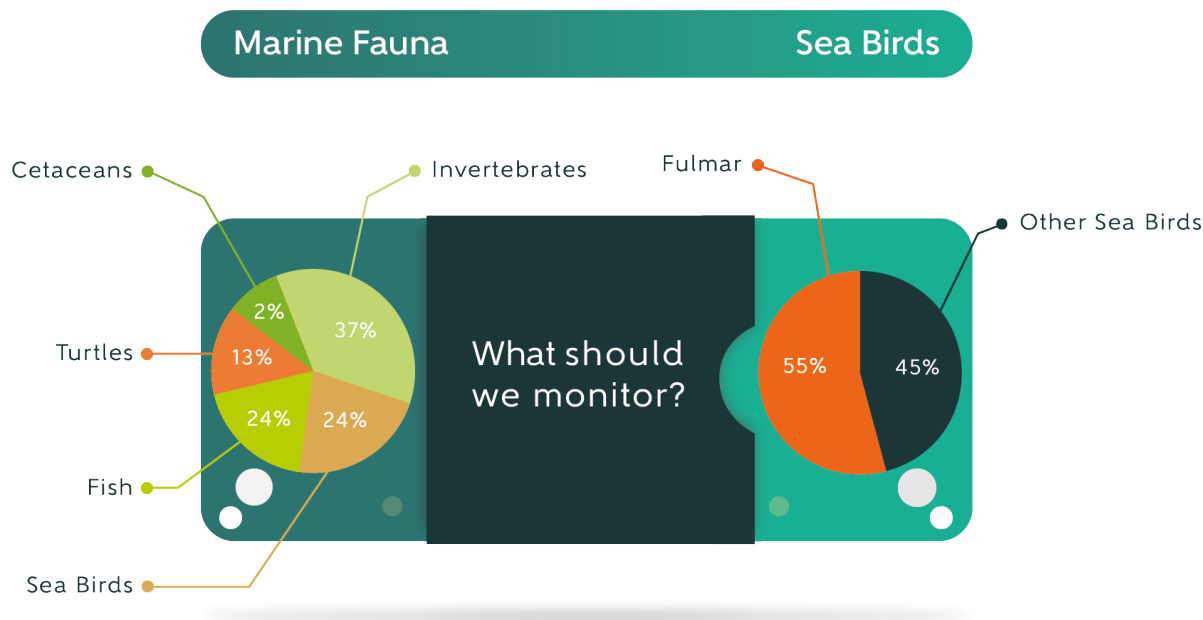 Marine Fauna
Sea Birds
Cetaceans
Invertebrates
Fulmar
Other Sea Birds
2%
37%
Turtles
13%
What should
we monitor?
55%
45%
24%
24%
Fish
Sea Birds